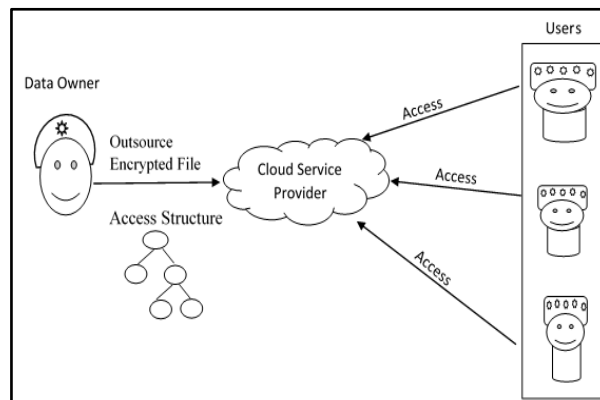 Users
Data Owner
Outsource
Encrypted File
Access Structure
Cloud Service
Provider
Access
Access
Access